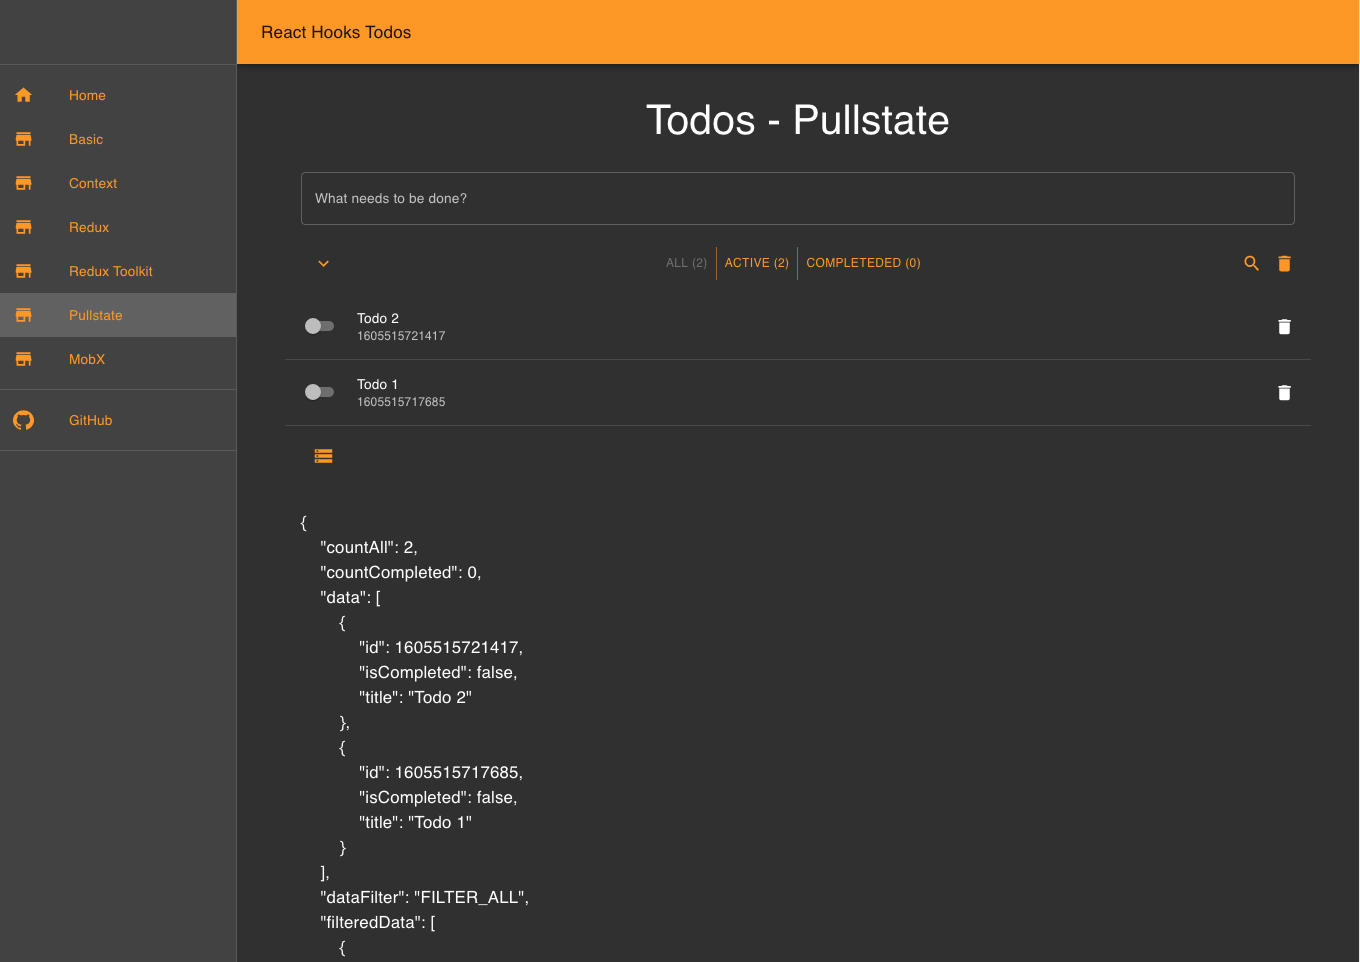 React Hooks Todos
Home
Basic
Context
Redux
Redux Toolkit
Pullstate
MobX
GitHub
Todos - Pullstate
What needs to be done?
ALL (2) ACTIVE (2) COMPLETEDED (0)
Todo 2
1605515721417
Todo 1
1605515717685
{
"countAll": 2,
"countCompleted": 0,
"data": [
{
"id": 1605515721417,
"isCompleted": false,
"title": "Todo 2"
},
{
"id": 1605515717685,
"isCompleted": false,
"title": "Todo 1"
}
],
"dataFilter": "FILTER_ALL",
"filteredData": [
{